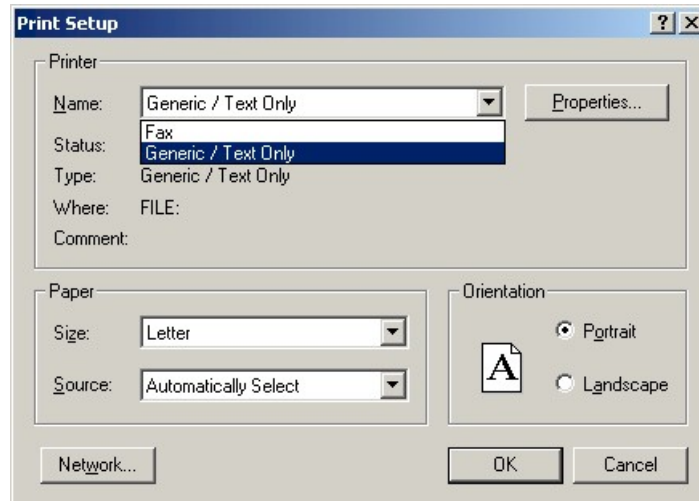 Print Setup
Printer
Name: Generic / Text Only Properties...
Fax
Status: Generic / Text Only
Type: Generic / Text Only
Where: FILE:
Comment:
Paper Orientation
Size: Letter Portrait
A
Source: Automatically Select Landscape
Network... OK Cancel